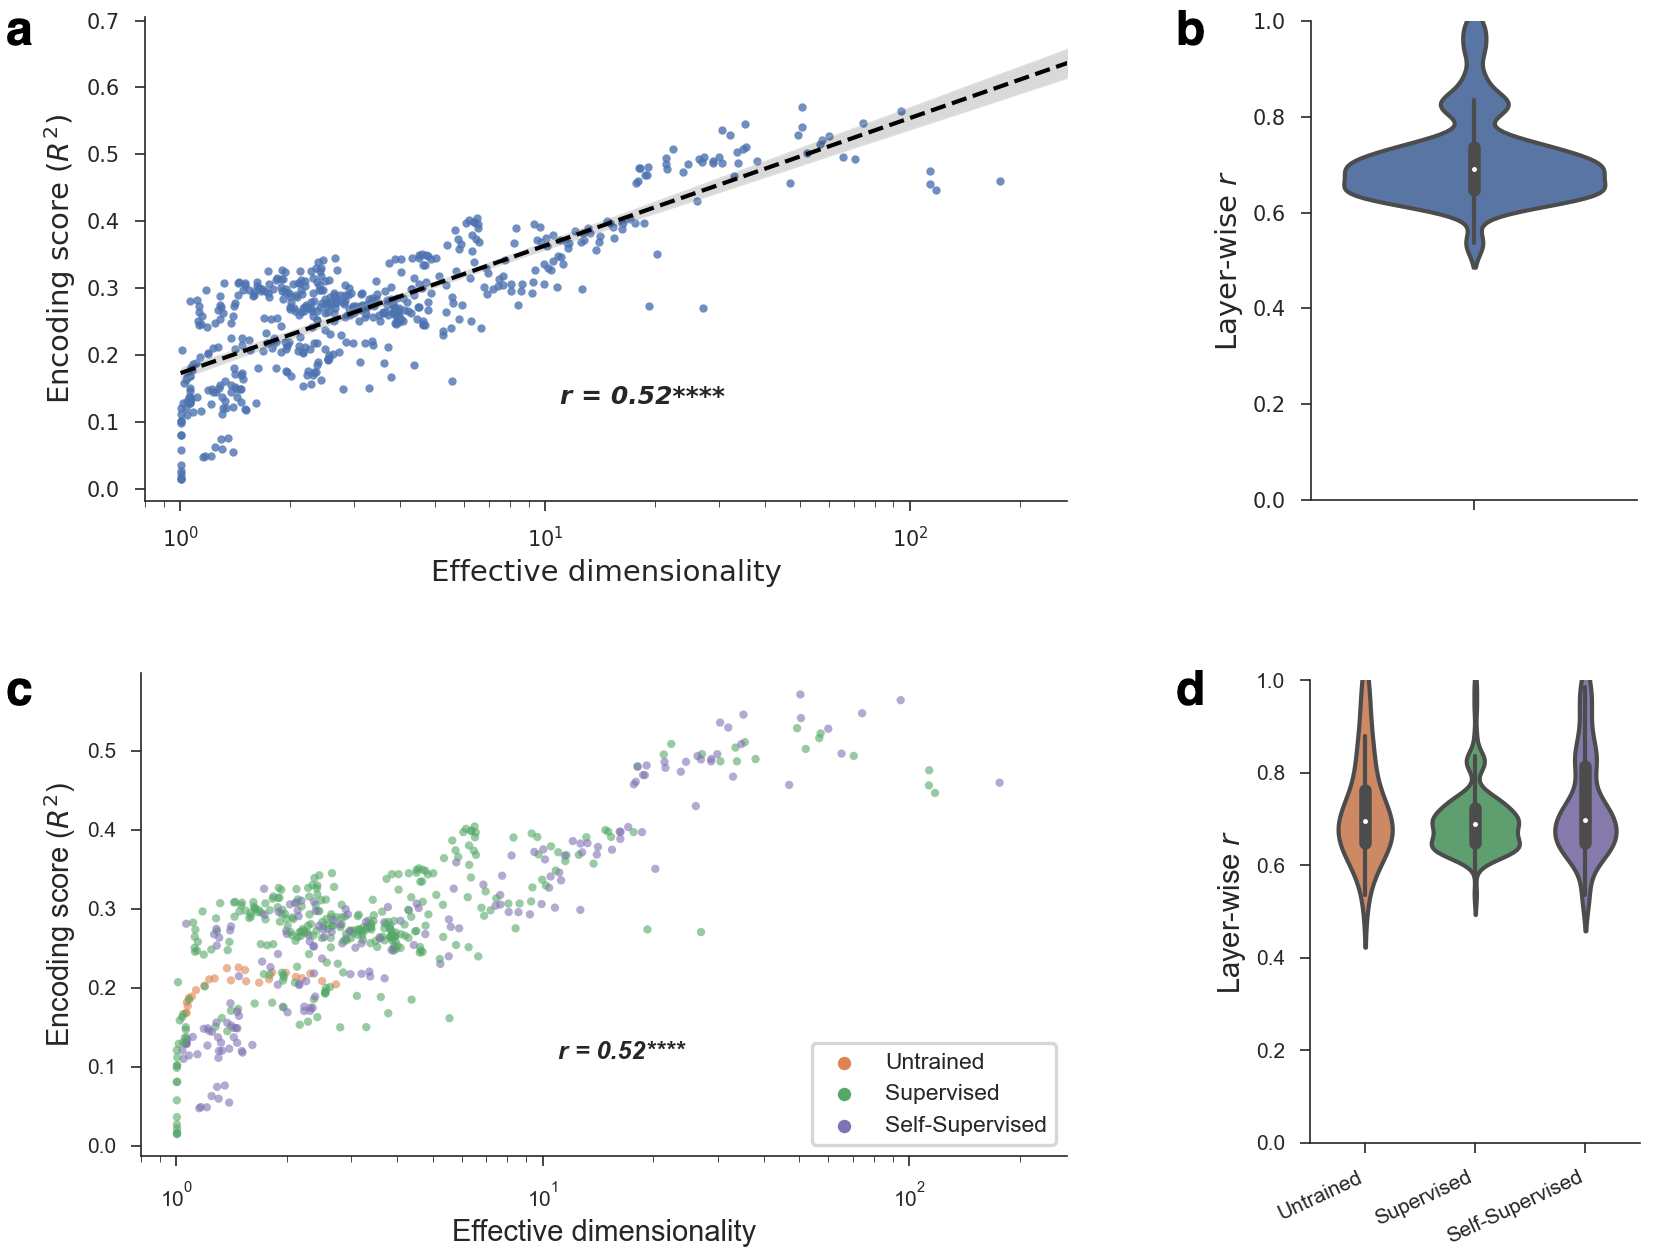 a
0.7
0.6
0.5
0.4
0.3
0.2
0.1
0.0
Encoding score (R²)
10⁰ 10¹ 10²
Effective dimensionality
r = 0.52****
b
1.0
0.8
0.6
0.4
0.2
0.0
Layer-wise r
c
0.5
0.4
0.3
0.2
0.1
0.0
Encoding score (R²)
10⁰ 10¹ 10²
Effective dimensionality
r = 0.52****
Untrained
Supervised
Self-Supervised
d
1.0
0.8
0.6
0.4
0.2
0.0
Layer-wise r
Untrained
Supervised
Self-Supervised